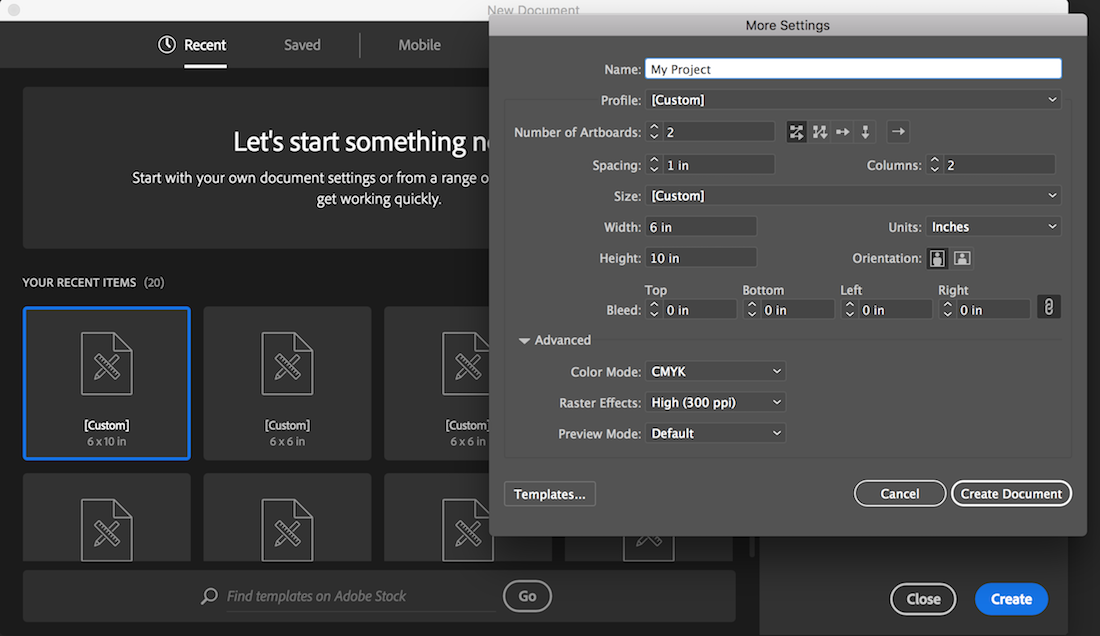 New Document
Recent
Saved
Mobile
Let's start something n
Start with your own document settings or from a range o
get working quickly.
YOUR RECENT ITEMS (20)
[Custom]
6 x 10 in
[Custom]
6 x 6 in
[Custom]
6 x 6 in
Find templates on Adobe Stock
Go
More Settings
Name: My Project
Profile: [Custom]
Number of Artboards: 2
Spacing: 1 in
Columns: 2
Size: [Custom]
Width: 6 in
Units: Inches
Height: 10 in
Orientation:
Top Bottom Left Right
Bleed: 0 in 0 in 0 in 0 in
Advanced
Color Mode: CMYK
Raster Effects: High (300 ppi)
Preview Mode: Default
Templates...
Cancel
Create Document
Close
Create